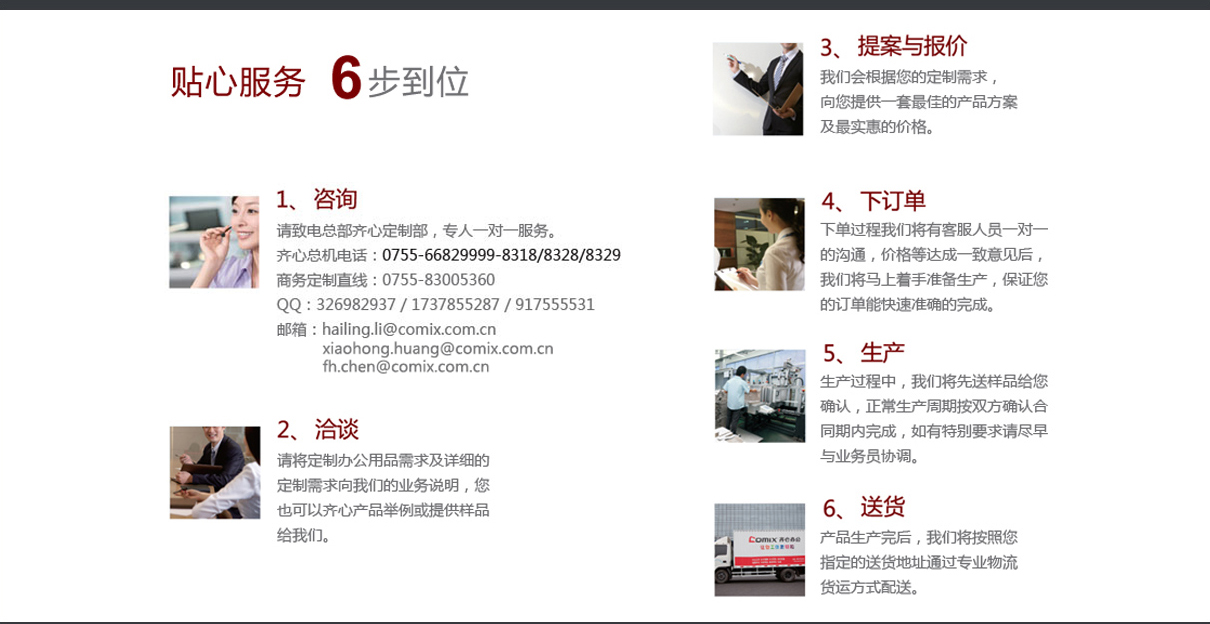 贴心服务 6步到位
1、咨询
请致电总部齐心定制部，专人一对一服务。
齐心总机电话：0755-66829999-8318/8328/8329
商务定制直线：0755-83005360
QQ：326982937 / 1737855287 / 917555531
邮箱：hailing.li@comix.com.cn
xiaohong.huang@comix.com.cn
fh.chen@comix.com.cn
2、洽谈
请将定制办公用品需求及详细的
定制需求向我们的业务说明，您
也可以齐心产品举例或提供样品
给我们。
3、提案与报价
我们会根据您的定制需求，
向您提供一套最佳的产品方案
及最实惠的价格。
4、下订单
下单过程我们将有客服人员一对一
的沟通，价格等达成一致意见后，
我们将马上着手准备生产，保证您
的订单能快速准确的完成。
5、生产
生产过程中，我们将先送样品给您
确认，正常生产周期按双方确认合
同期内完成，如有特别要求请尽早
与业务员协调。
6、送货
COMIX
产品生产完后，我们将按照您
指定的送货地址通过专业物流
货运方式配送。